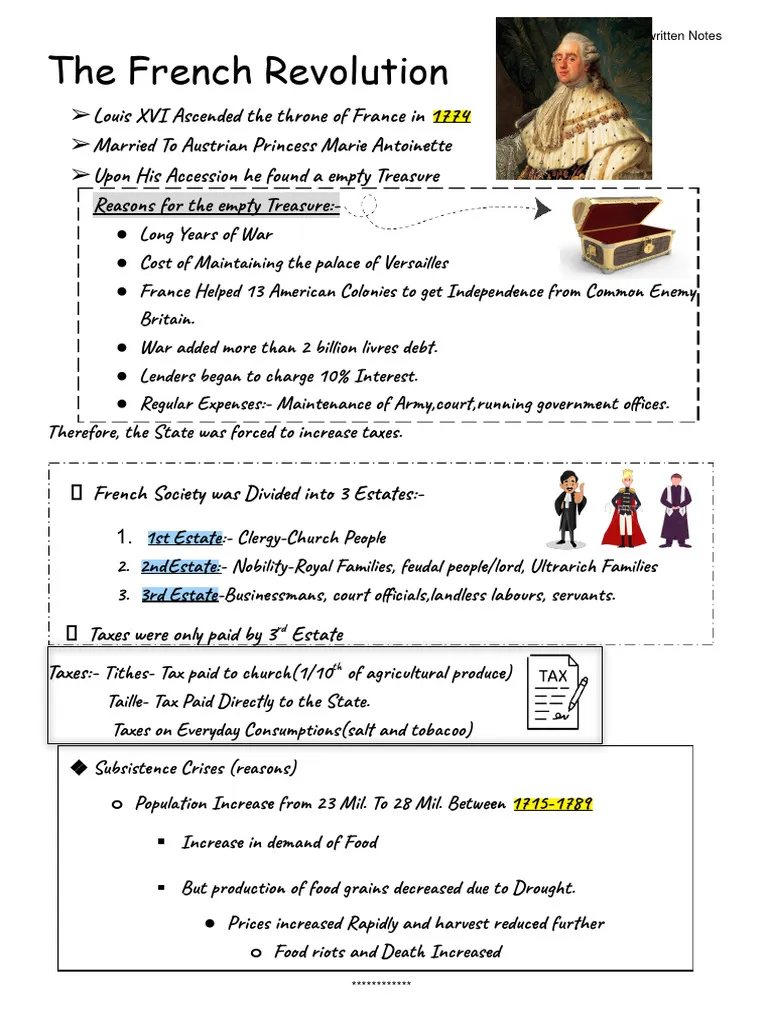 written Notes
The French Revolution
➢ Louis XVI Ascended the throne of France in 1774
➢ Married To Austrian Princess Marie Antoinette
➢ Upon His Accession he found a empty Treasure
Reasons for the empty Treasure:-
● Long Years of War
● Cost of Maintaining the palace of Versailles
● France Helped 13 American Colonies to get Independence from Common Enemy
Britain.
● War added more than 2 billion livres debt.
● Lenders began to charge 10% Interest.
● Regular Expenses:- Maintenance of Army,court,running government offices.
Therefore, the State was forced to increase taxes.
French Society was Divided into 3 Estates:-
1. 1st Estate:- Clergy-Church People
2. 2ndEstate:- Nobility-Royal Families, feudal people/lord, Ultrarich Families
3. 3rd Estate-Businessmans, court officials,landless labours, servants.
Taxes were only paid by 3rd Estate
Taxes:- Tithes- Tax paid to church(1/10th of agricultural produce)
TAX
Taille- Tax Paid Directly to the State.
Taxes on Everyday Consumptions(salt and tobacoo)
❖ Subsistence Crises (reasons)
o Population Increase from 23 Mil. To 28 Mil. Between 1715-1789
▪ Increase in demand of Food
▪ But production of food grains decreased due to Drought.
● Prices increased Rapidly and harvest reduced further
o Food riots and Death Increased
************